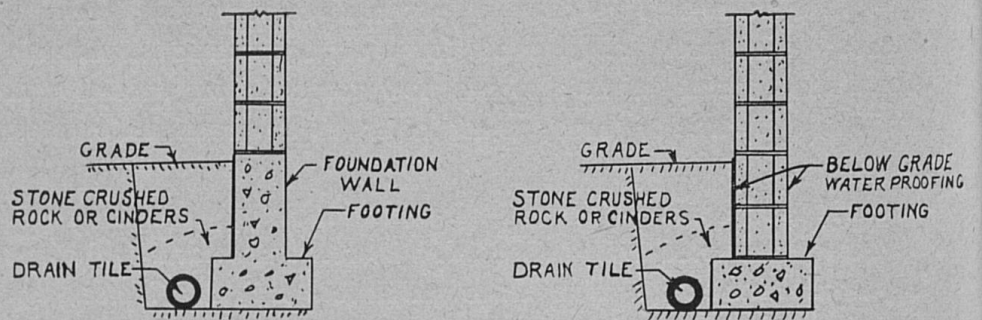 GRADE
FOUNDATION
WALL
STONE CRUSHED
ROCK OR CINDERS
FOOTING
DRAIN TILE
GRADE
BELOW GRADE
WATER PROOFING
STONE CRUSHED
ROCK OR CINDERS
FOOTING
DRAIN TILE